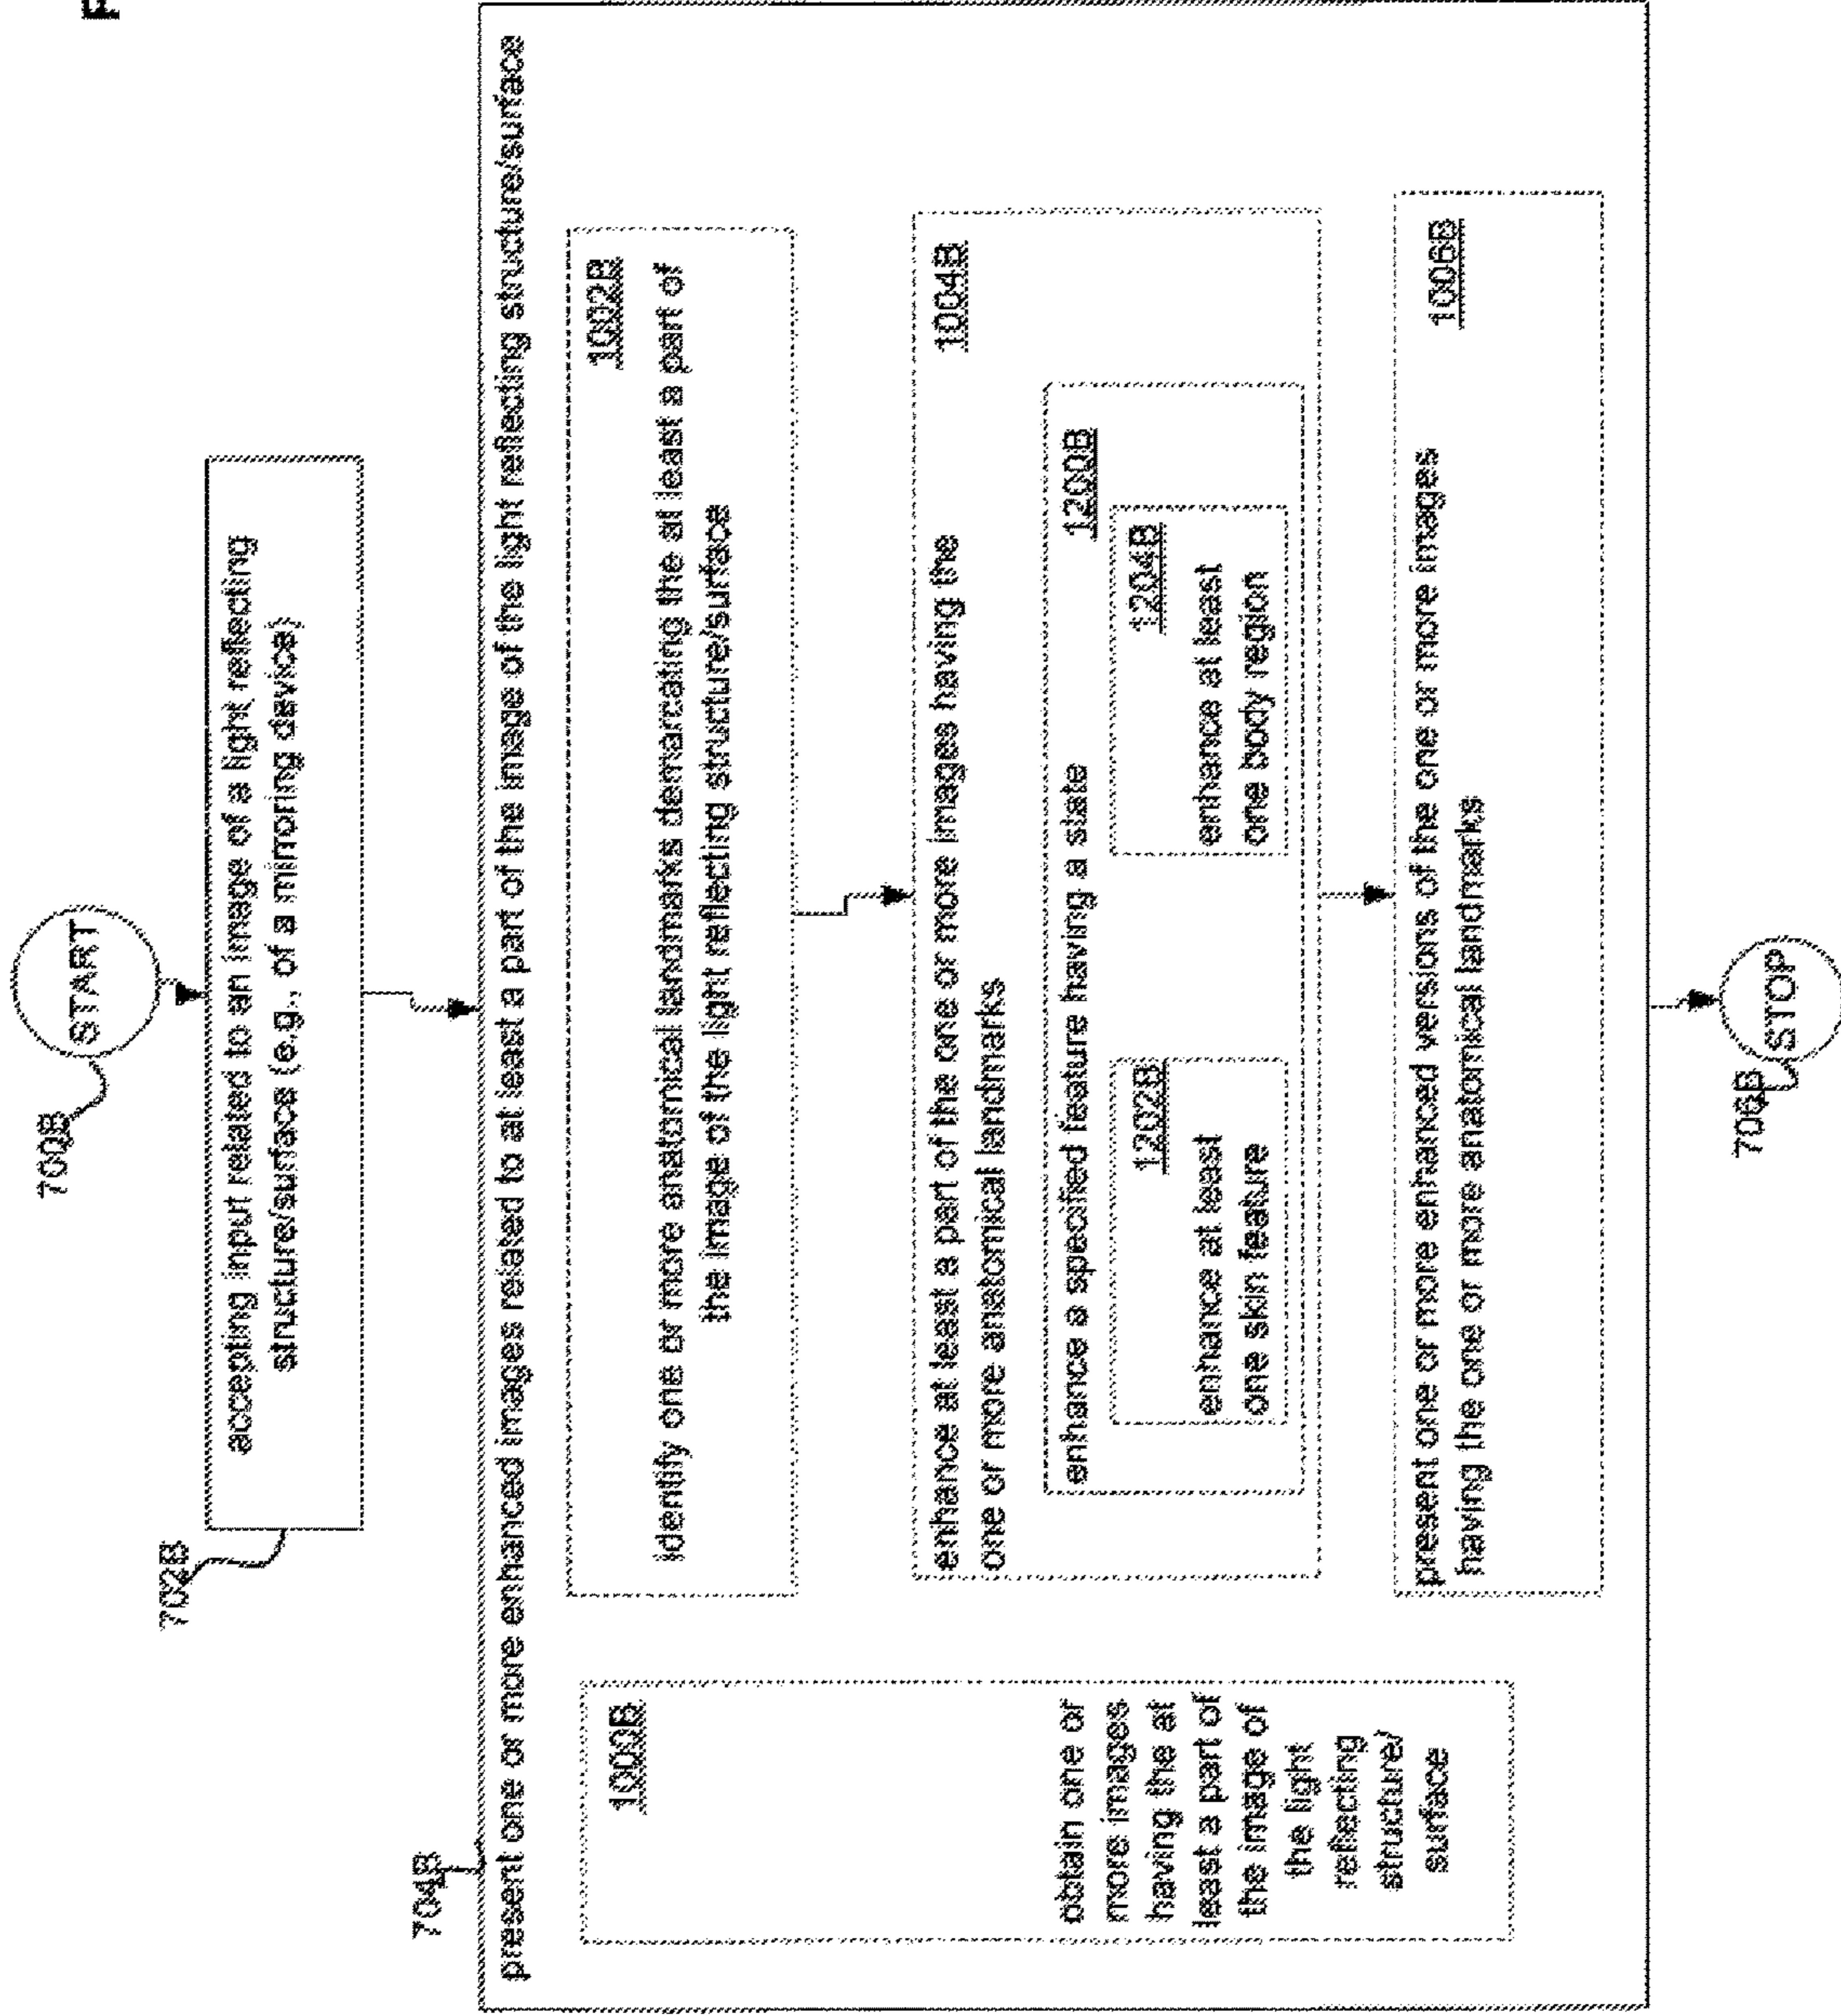 700B
START
702B
accepting input related to an image of a light reflecting
structure/surface (e.g., of a mirroring device)
704B
present one or more enhanced images related to at least a part of the image of the light reflecting structure/surface
1000B
obtain one or
more images
having the at
least a part of
the image of
the light
reflecting
structure/
surface
1002B
identify one or more anatomical landmarks demarcating the at least a part of
the image of the light reflecting structure/surface
1004B
enhance at least a part of the one or more images having the
one or more anatomical landmarks
1200B
enhance a specified feature having a state
1202B
enhance at least
one skin feature
1204B
enhance at least
one body region
1006B
present one or more enhanced versions of the one or more images
having the one or more anatomical landmarks
706B
STOP